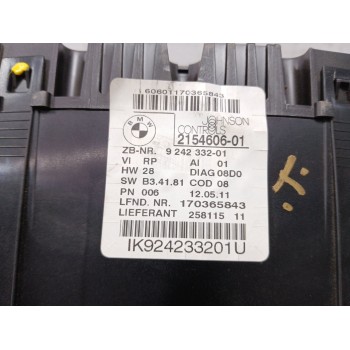 60601170365843
BMW
JOHNSON
CONTROLS
2154606-01
ZB-NR. 9 242 332-01
VI RP AI 01
HW 28 DIAG 08D0
SW B3.41.81 COD 08
PN 006 12.05.11
LFND. NR. 170365843
LIEFERANT 258115 11
IK924233201U